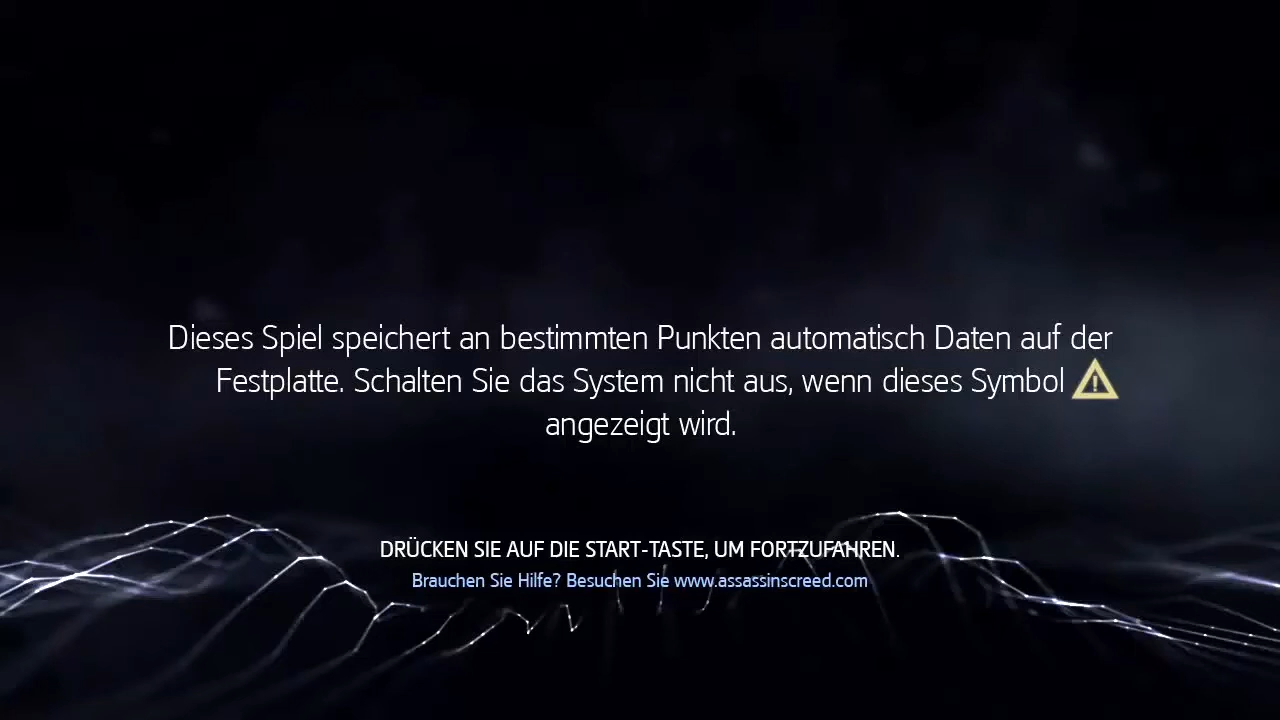 Dieses Spiel speichert an bestimmten Punkten automatisch Daten auf der
Festplatte. Schalten Sie das System nicht aus, wenn dieses Symbol
angezeigt wird.
DRÜCKEN SIE AUF DIE START-TASTE, UM FORTZUFAHREN.
Brauchen Sie Hilfe? Besuchen Sie www.assassinscreed.com